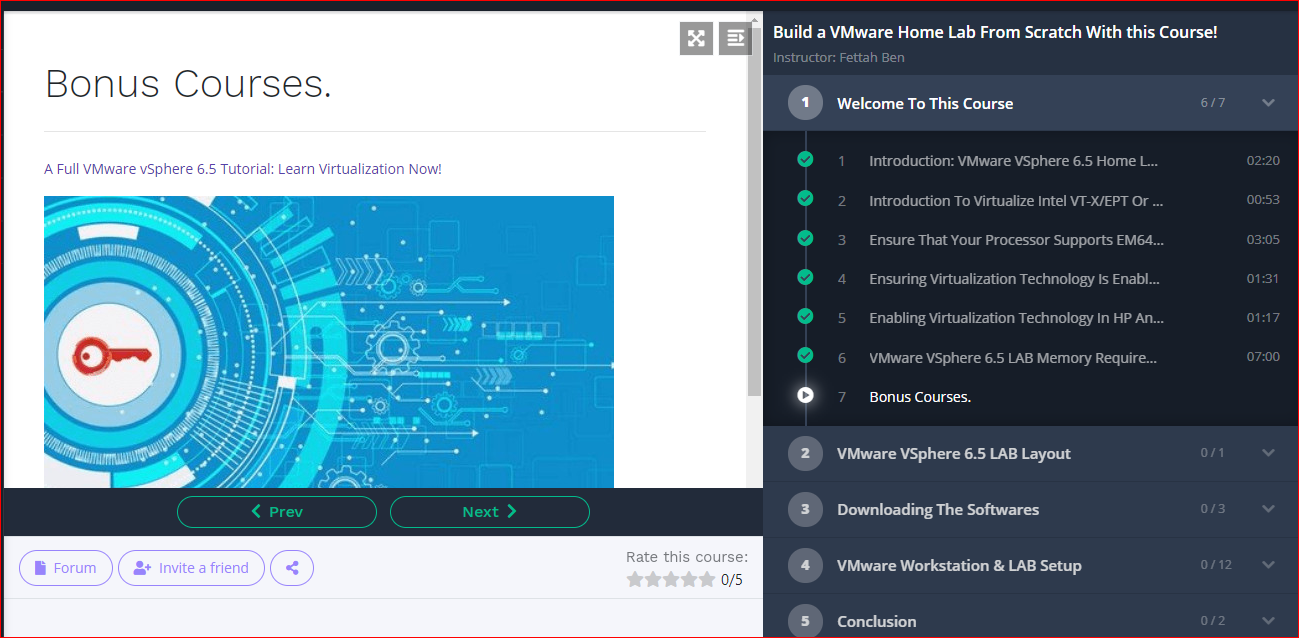 Bonus Courses.
A Full VMware vSphere 6.5 Tutorial: Learn Virtualization Now!
Prev
Next
Forum
Invite a friend
Rate this course:
0/5
Build a VMware Home Lab From Scratch With this Course!
Instructor: Fettah Ben
1 Welcome To This Course 6 / 7
1 Introduction: VMware VSphere 6.5 Home L... 02:20
2 Introduction To Virtualize Intel VT-X/EPT Or ... 00:53
3 Ensure That Your Processor Supports EM64... 03:05
4 Ensuring Virtualization Technology Is Enabl... 01:31
5 Enabling Virtualization Technology In HP An... 01:17
6 VMware VSphere 6.5 LAB Memory Require... 07:00
7 Bonus Courses.
2 VMware VSphere 6.5 LAB Layout 0 / 1
3 Downloading The Softwares 0 / 3
4 VMware Workstation & LAB Setup 0 / 12
5 Conclusion 0 / 2